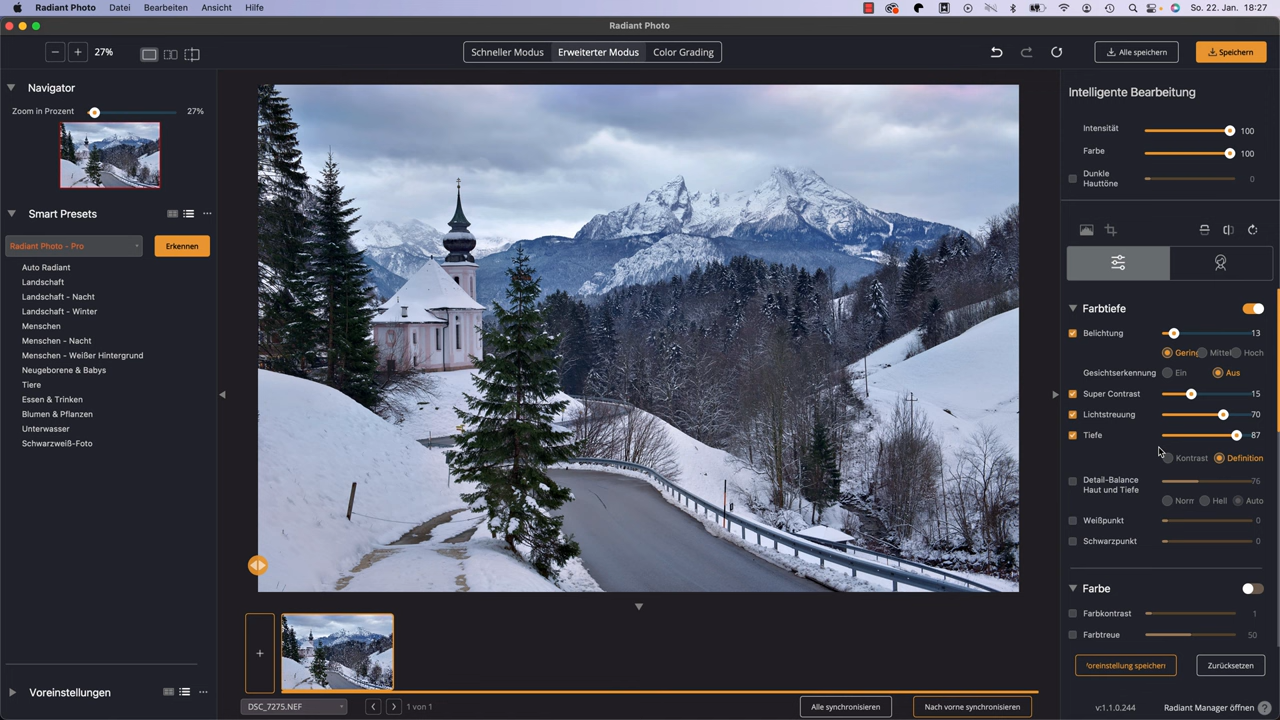 Radiant Photo Datei Bearbeiten Ansicht Hilfe So. 22. Jan. 18:27
Radiant Photo
27% Schneller Modus Erweiterter Modus Color Grading Alle speichern Speichern
Navigator
Zoom in Prozent 27%
Smart Presets
Radiant Photo - Pro Erkennen
Auto Radiant
Landschaft
Landschaft - Nacht
Landschaft - Winter
Menschen
Menschen - Nacht
Menschen - Weißer Hintergrund
Neugeborene & Babys
Tiere
Essen & Trinken
Blumen & Pflanzen
Unterwasser
Schwarzweiß-Foto
Voreinstellungen
DSC_7275.NEF 1 von 1 Alle synchronisieren Nach vorne synchronisieren
Intelligente Bearbeitung
Intensität 100
Farbe 100
Dunkle
Hauttöne 0
Farbtiefe
Belichtung 13
Gering Mittel Hoch
Gesichtserkennung Ein Aus
Super Contrast 15
Lichtstreuung 70
Tiefe 87
Kontrast Definition
Detail-Balance
Haut und Tiefe 76
Norn Hell Auto
Weißpunkt 0
Schwarzpunkt 0
Farbe
Farbkontrast 1
Farbtreue 50
oreinstellung speichern Zurücksetzen
v:1.1.0.244 Radiant Manager öffnen ?